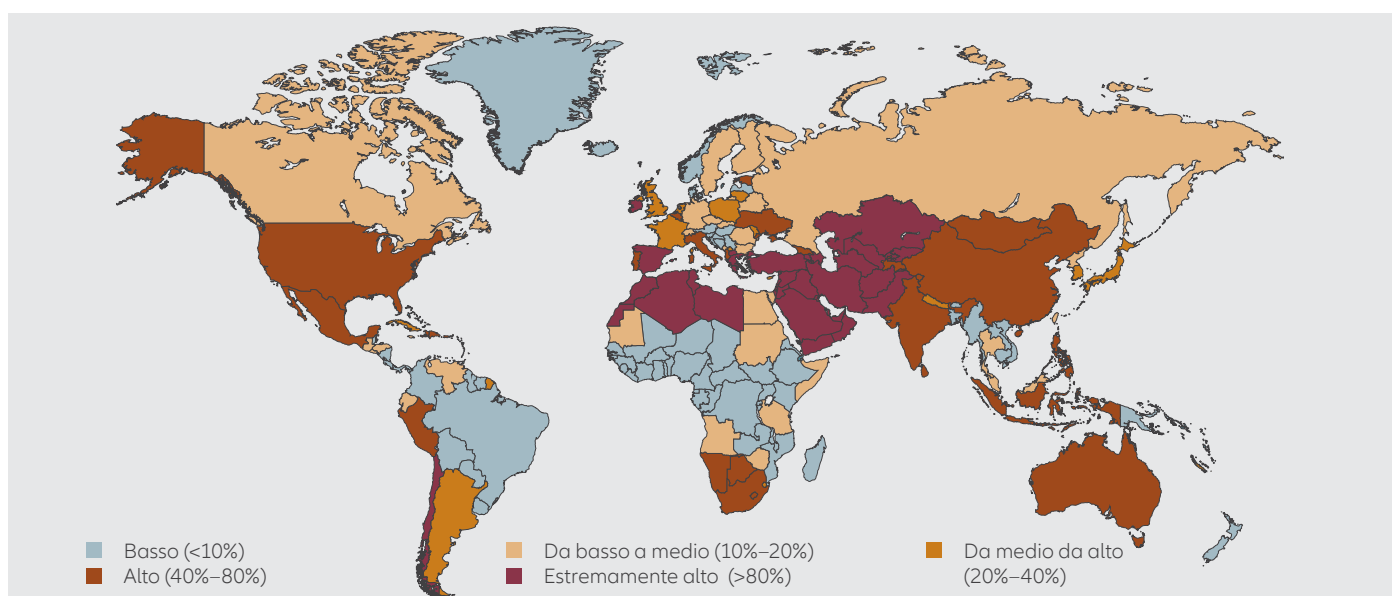 Basso (<10%)
Alto (40%–80%)
Da basso a medio (10%–20%)
Estremamente alto (>80%)
Da medio da alto
(20%–40%)